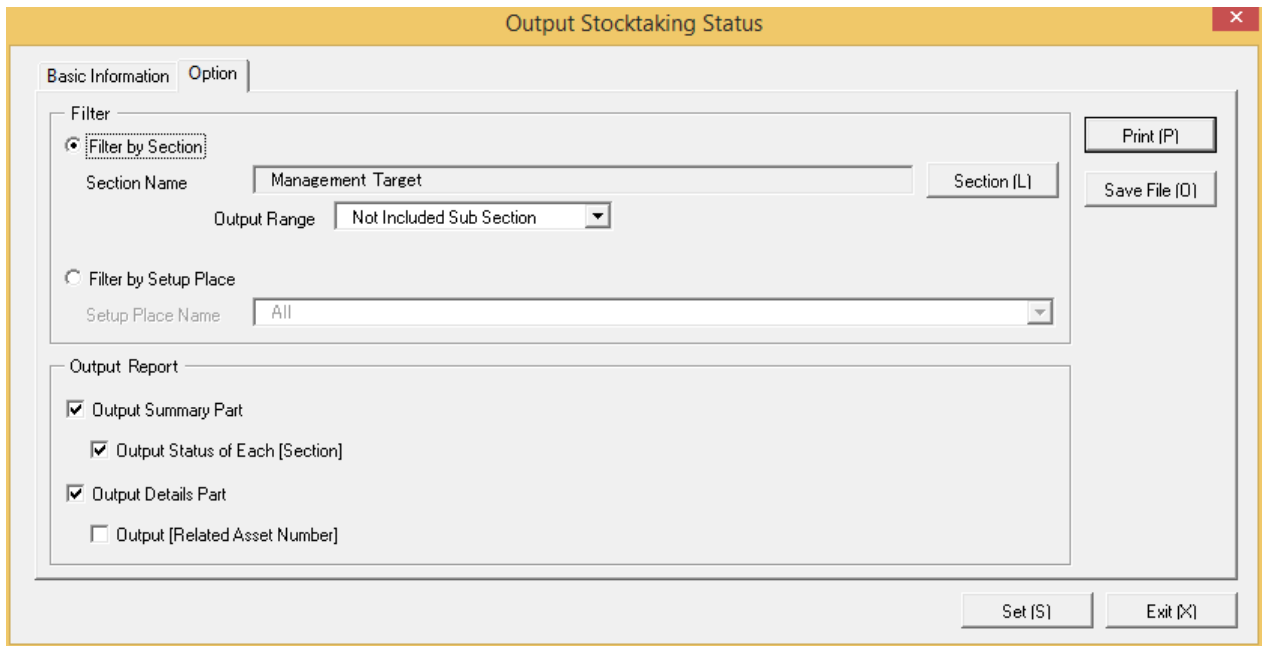 Output Stocktaking Status
Basic Information Option
Filter
Filter by Section
Print (P)
Section Name Management Target Section (L)
Save File (O)
Output Range Not Included Sub Section
Filter by Setup Place
Setup Place Name All
Output Report
Output Summary Part
Output Status of Each [Section]
Output Details Part
Output [Related Asset Number]
Set (S) Exit (X)